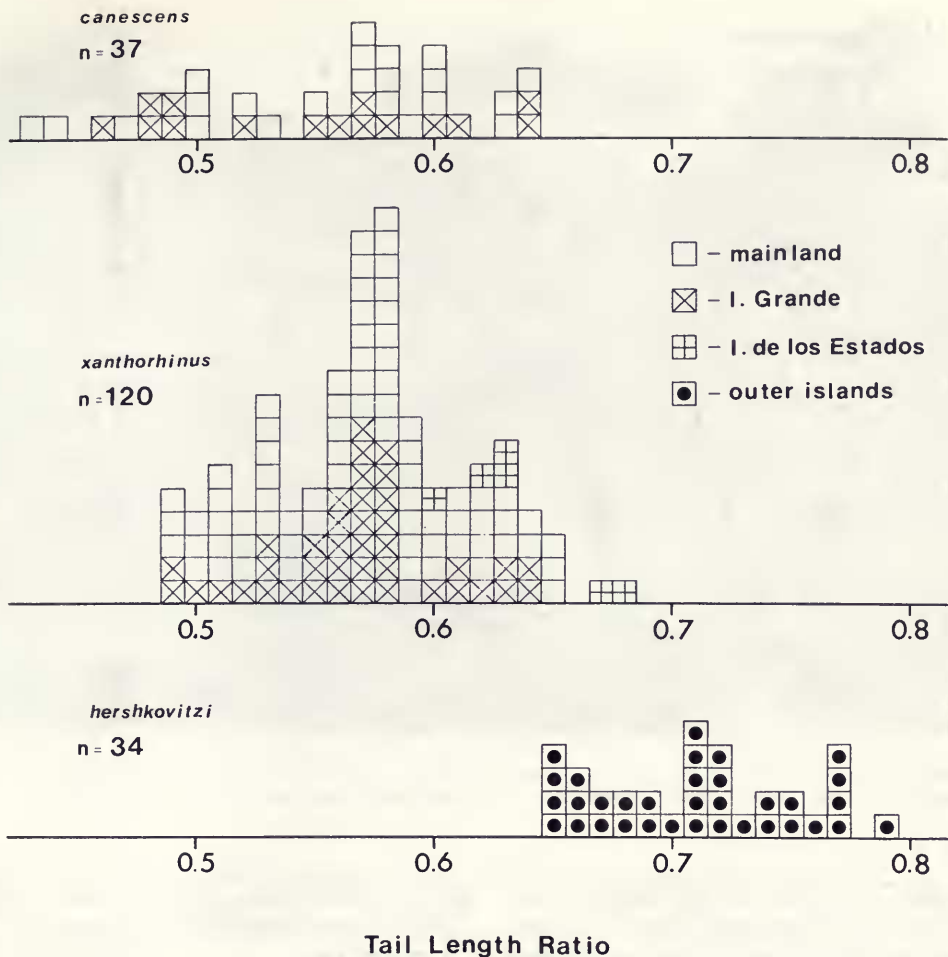 canescens
n = 37
0.5 0.6 0.7 0.8
– mainland
– I. Grande
– I. de los Estados
– outer islands
xanthorhinus
n = 120
0.5 0.6 0.7 0.8
hershkovitzi
n = 34
0.5 0.6 0.7 0.8
Tail Length Ratio